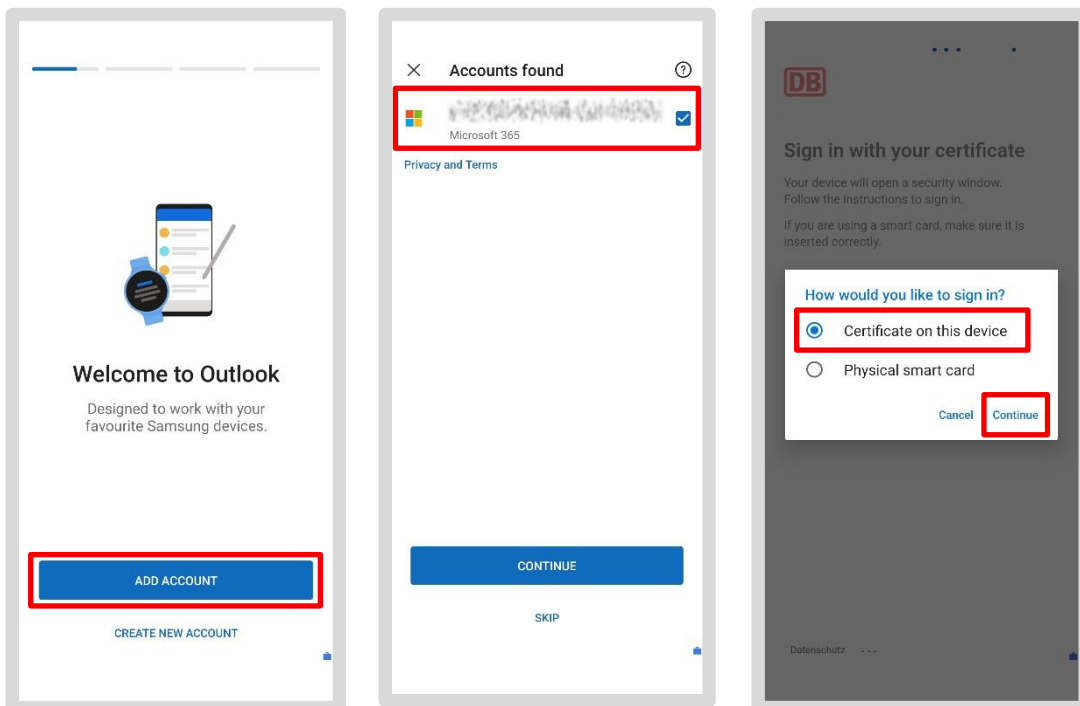 Welcome to Outlook
Designed to work with your
favourite Samsung devices.
ADD ACCOUNT
CREATE NEW ACCOUNT
Accounts found
Microsoft 365
Privacy and Terms
CONTINUE
SKIP
DB
Sign in with your certificate
Your device will open a security window.
Follow the instructions to sign in.
If you are using a smart card, make sure it is
inserted correctly.
How would you like to sign in?
Certificate on this device
Physical smart card
Cancel Continue
Datenschutz ...